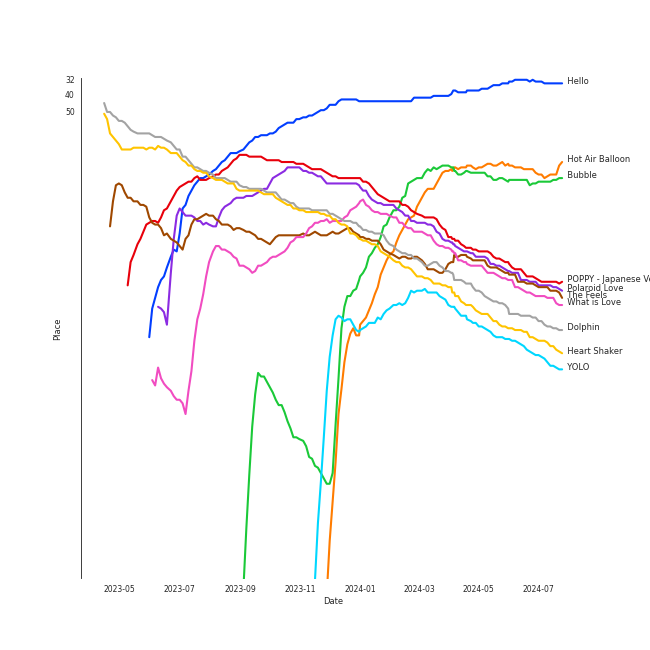 32
40
50
Place
Hello
Hot Air Balloon
Bubble
POPPY - Japanese Ve
Polaroid Love
The Feels
What is Love
Dolphin
Heart Shaker
YOLO
2023-05
2023-07
2023-09
2023-11
2024-01
2024-03
2024-05
2024-07
Date